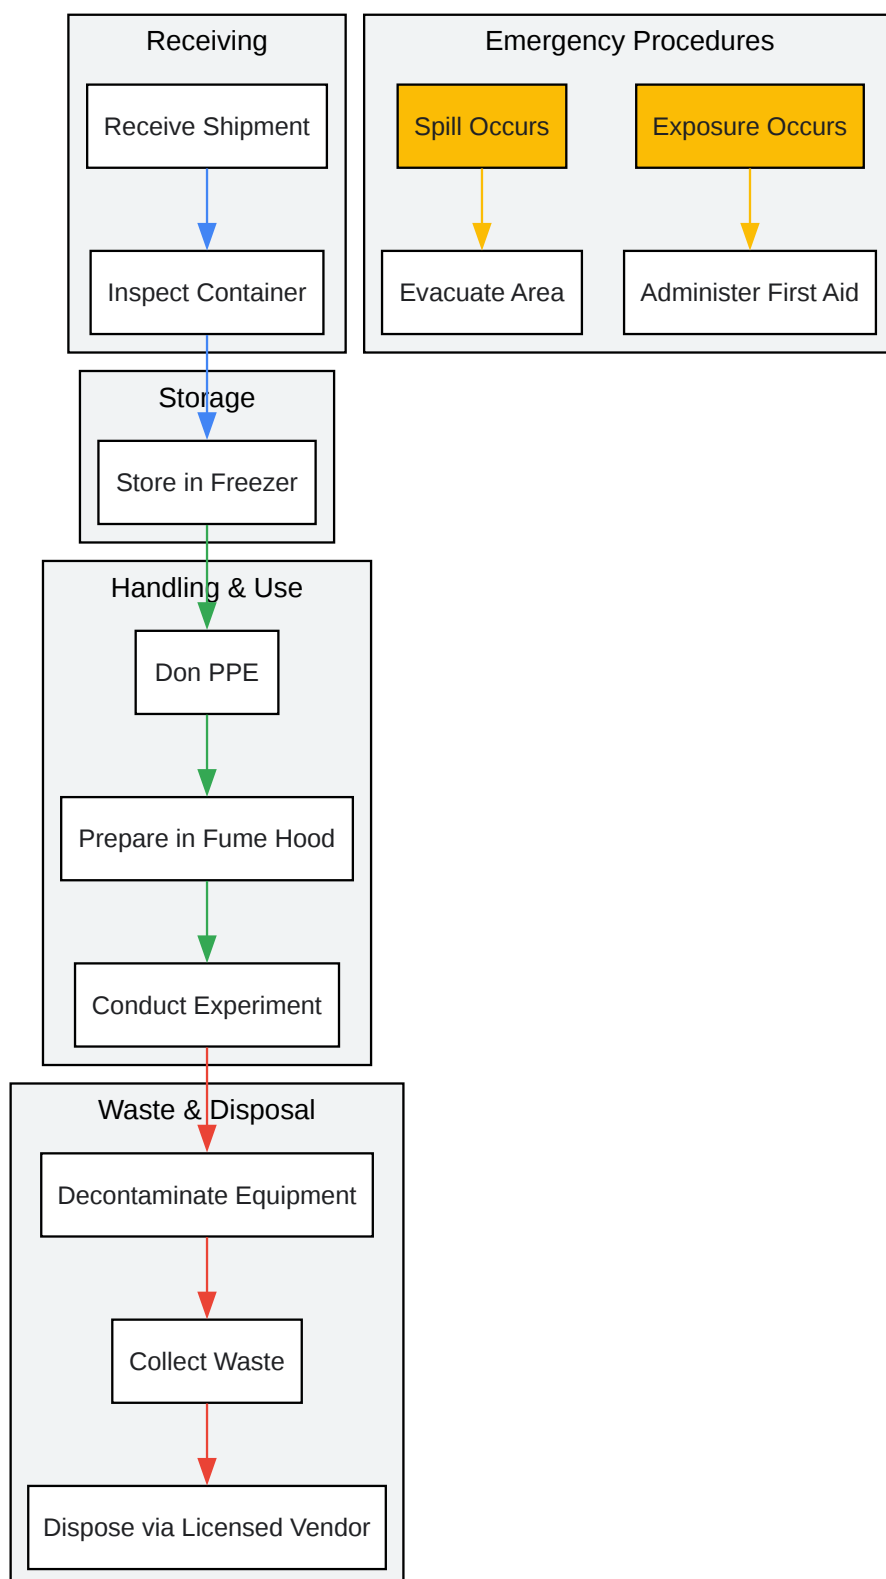 Receiving
Receive Shipment
Inspect Container
Emergency Procedures
Spill Occurs
Exposure Occurs
Evacuate Area
Administer First Aid
Storage
Store in Freezer
Handling & Use
Don PPE
Prepare in Fume Hood
Conduct Experiment
Waste & Disposal
Decontaminate Equipment
Collect Waste
Dispose via Licensed Vendor